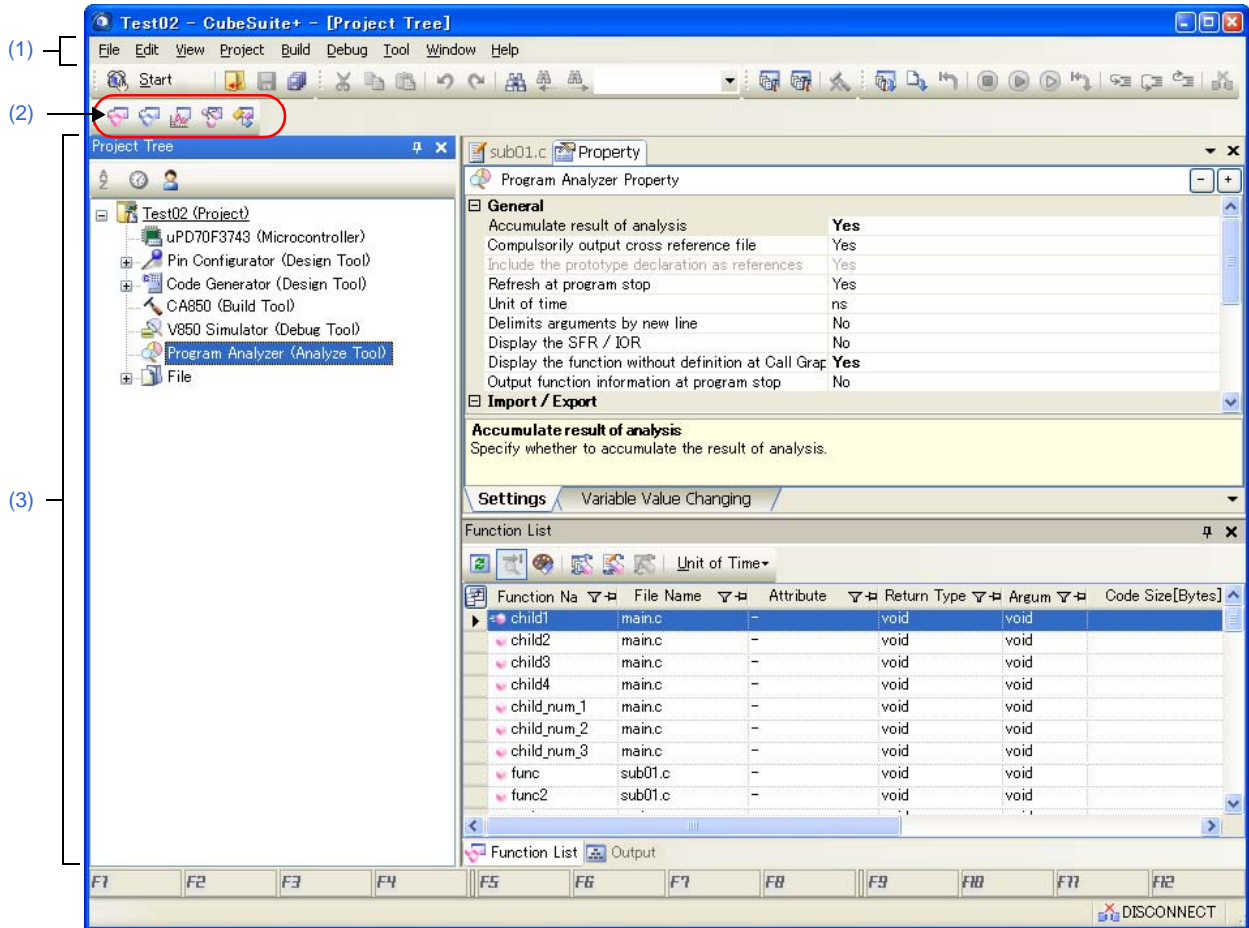 Test02 - CubeSuite+ - [Project Tree]
(1)
File Edit View Project Build Debug Tool Window Help
Start
(2)
Project Tree
sub01.c Property
Program Analyzer Property
Test02 (Project)
uPD70F3743 (Microcontroller)
Pin Configurator (Design Tool)
Code Generator (Design Tool)
CA850 (Build Tool)
V850 Simulator (Debug Tool)
Program Analyzer (Analyze Tool)
File
General
Accumulate result of analysis Yes
Compulsorily output cross reference file Yes
Include the prototype declaration as references Yes
Refresh at program stop Yes
Unit of time ns
Delimits arguments by new line No
Display the SFR / IOR No
Display the function without definition at Call Grap Yes
Output function information at program stop No
Import / Export
Accumulate result of analysis
Specify whether to accumulate the result of analysis.
(3)
Settings Variable Value Changing
Function List
Unit of Time
Function Na File Name Attribute Return Type Argum Code Size[Bytes]
child1 main.c - void void
child2 main.c - void void
child3 main.c - void void
child4 main.c - void void
child_num_1 main.c - void void
child_num_2 main.c - void void
child_num_3 main.c - void void
func sub01.c - void void
func2 sub01.c - void void
Function List Output
F1 F2 F3 F4 F5 F6 F7 F8 F9 F10 F11 F12
DISCONNECT